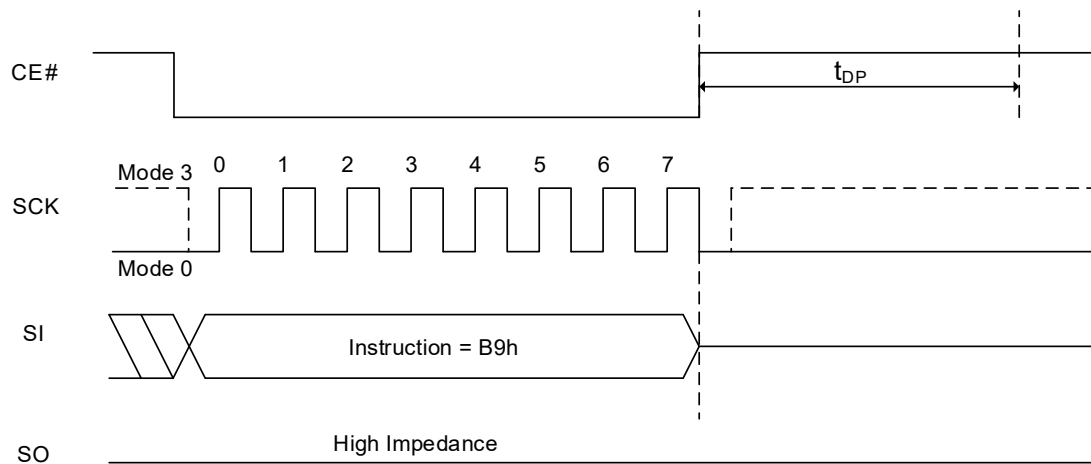 CE#
tDP
Mode 3
0 1 2 3 4 5 6 7
SCK
Mode 0
SI
Instruction = B9h
High Impedance
SO